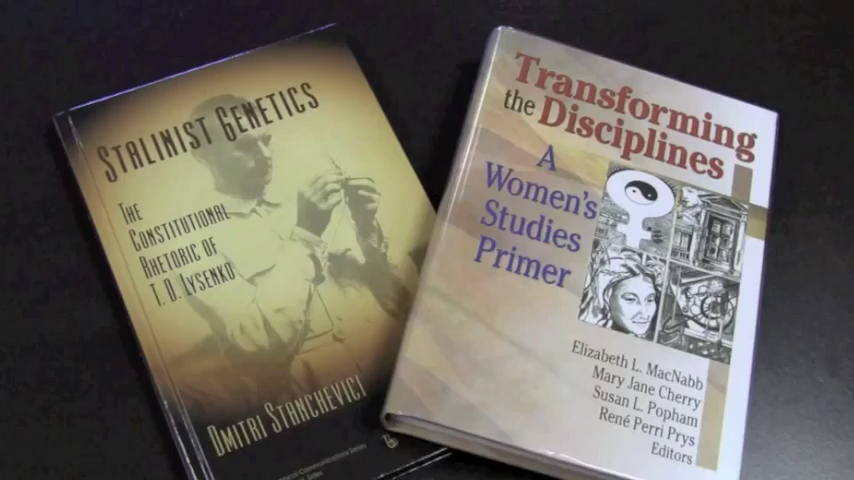 STALINIST GENETICS
THE
CONSTITUTIONAL
RHETORIC OF
T. D. LYSENKO
DMITRI STANCHEVICI
Transforming
the Disciplines
A
Women's
Studies
Primer
Elizabeth L. MacNabb
Mary Jane Cherry
Susan L. Popham
René Perri Prys
Editors